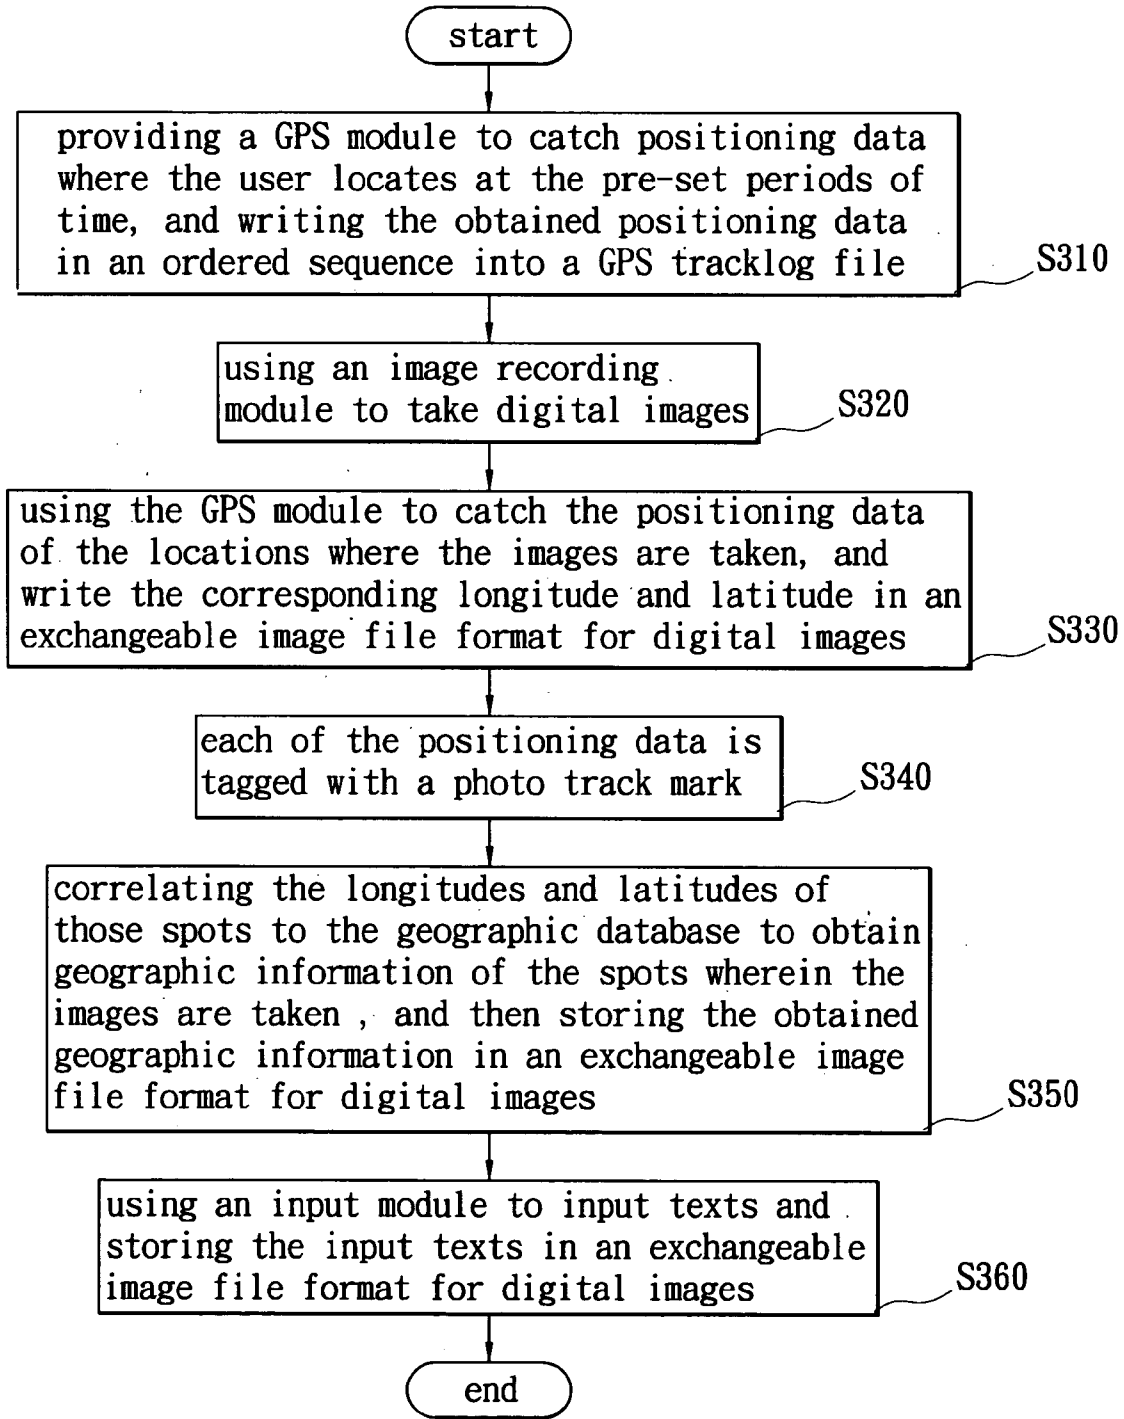 start
providing a GPS module to catch positioning data
where the user locates at the pre-set periods of
time, and writing the obtained positioning data
in an ordered sequence into a GPS tracklog file
S310
using an image recording
module to take digital images
S320
using the GPS module to catch the positioning data
of the locations where the images are taken, and
write the corresponding longitude and latitude in an
exchangeable image file format for digital images
S330
each of the positioning data is
tagged with a photo track mark
S340
correlating the longitudes and latitudes of
those spots to the geographic database to obtain
geographic information of the spots wherein the
images are taken , and then storing the obtained
geographic information in an exchangeable image
file format for digital images
S350
using an input module to input texts and
storing the input texts in an exchangeable
image file format for digital images
S360
end